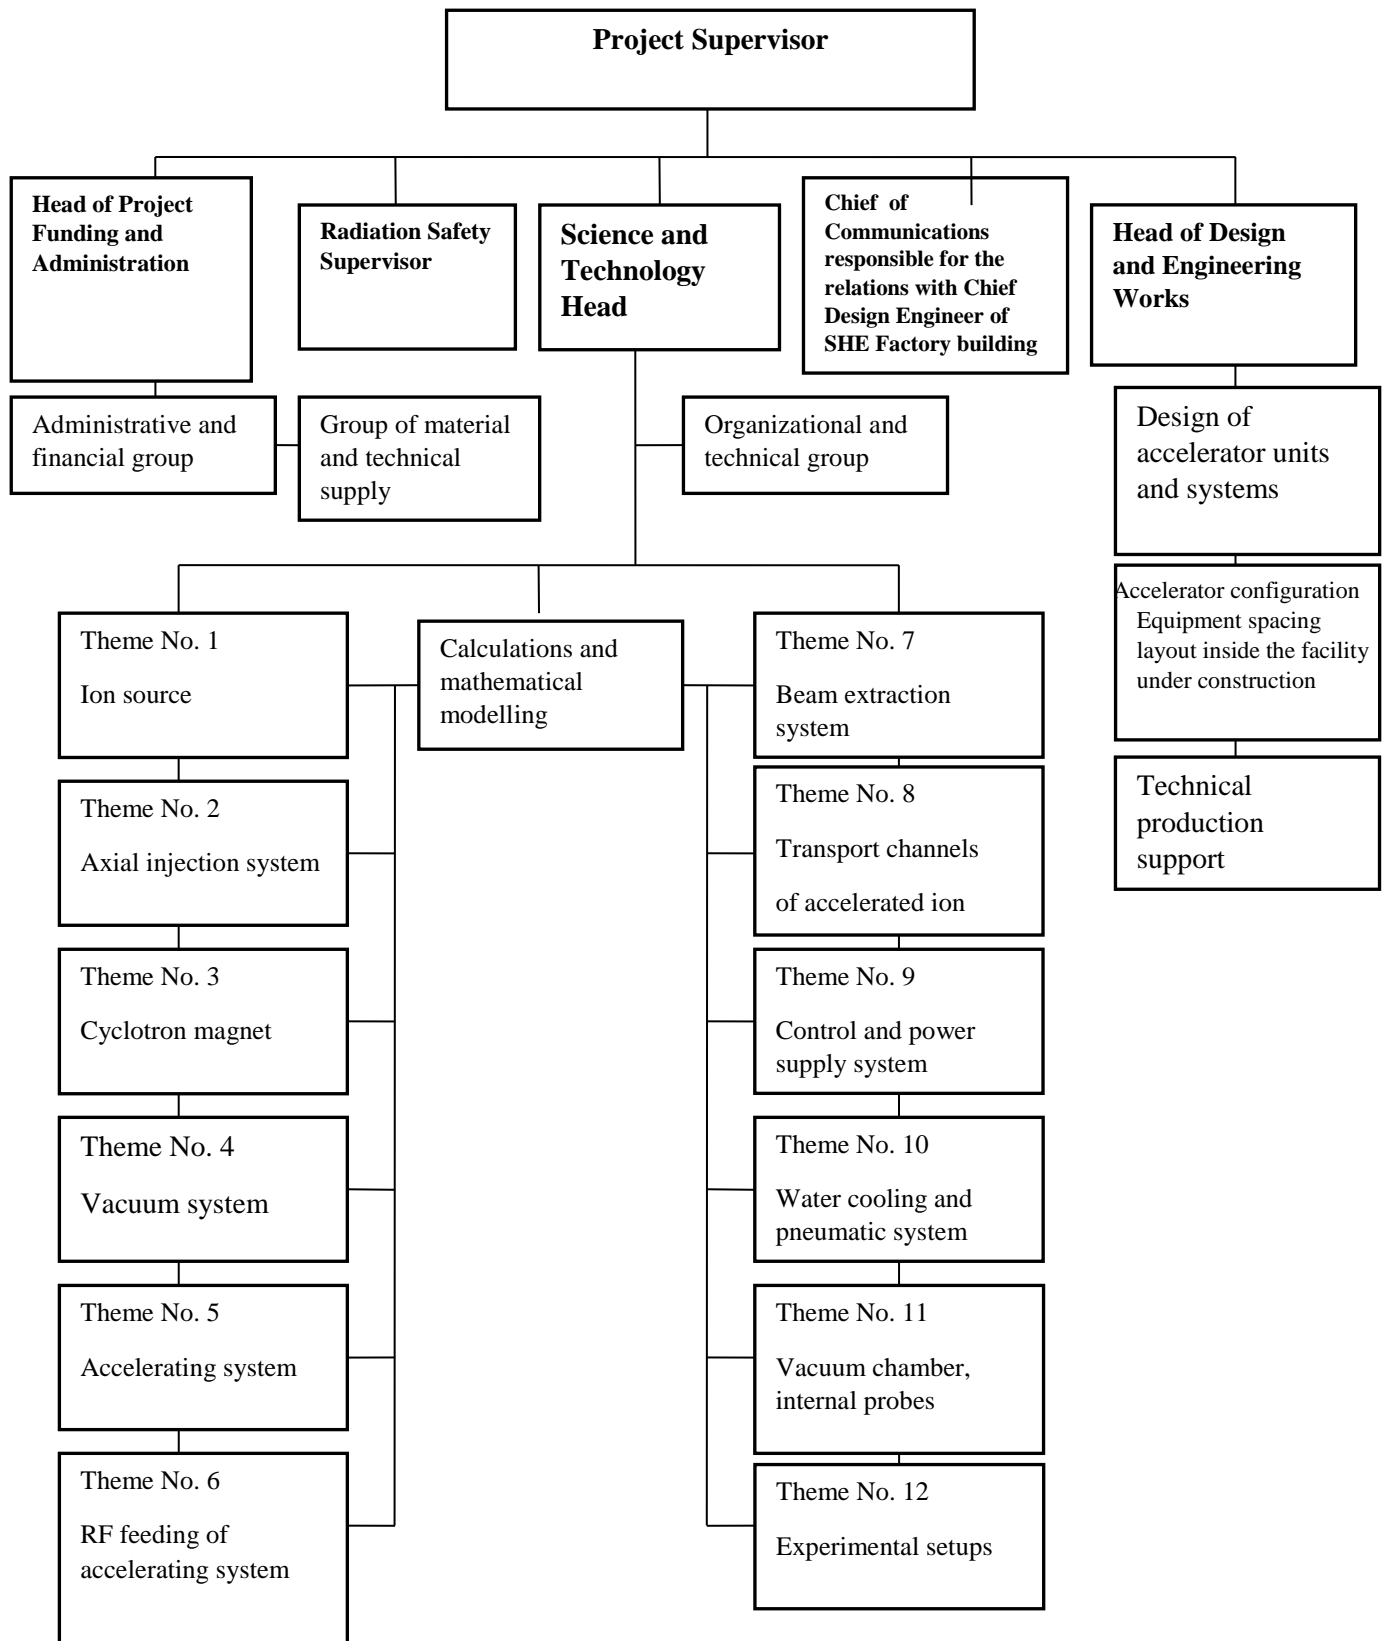 Project Supervisor
Head of Project
Funding and
Administration
Radiation Safety
Supervisor
Science and
Technology
Head
Chief of
Communications
responsible for the
relations with Chief
Design Engineer of
SHE Factory building
Head of Design
and Engineering
Works
Administrative and
financial group
Group of material
and technical
supply
Organizational and
technical group
Design of
accelerator units
and systems
Accelerator configuration
Equipment spacing
layout inside the facility
under construction
Technical
production
support
Theme No. 1
Ion source
Calculations and
mathematical
modelling
Theme No. 7
Beam extraction
system
Theme No. 2
Axial injection system
Theme No. 8
Transport channels
of accelerated ion
Theme No. 3
Cyclotron magnet
Theme No. 9
Control and power
supply system
Theme No. 4
Vacuum system
Theme No. 10
Water cooling and
pneumatic system
Theme No. 5
Accelerating system
Theme No. 11
Vacuum chamber,
internal probes
Theme No. 6
RF feeding of
accelerating system
Theme No. 12
Experimental setups